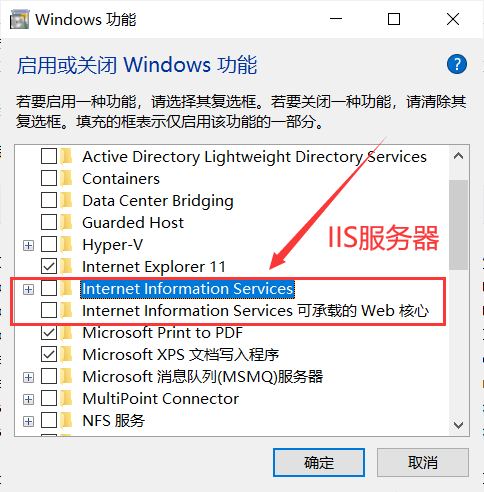 Windows 功能
启用或关闭 Windows 功能
若要启用一种功能，请选择其复选框。若要关闭一种功能，请清除其
复选框。填充的框表示仅启用该功能的一部分。
Active Directory Lightweight Directory Services
Containers
Data Center Bridging
Guarded Host
Hyper-V
IIS服务器
Internet Explorer 11
Internet Information Services
Internet Information Services 可承载的 Web 核心
Microsoft Print to PDF
Microsoft XPS 文档写入程序
Microsoft 消息队列(MSMQ)服务器
MultiPoint Connector
NFS 服务
确定
取消